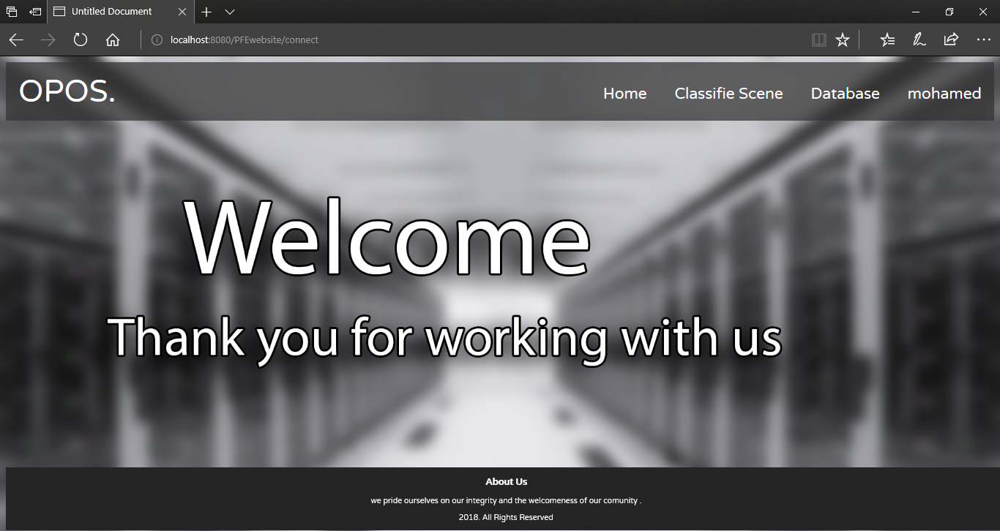 Untitled Document
localhost:8080/PFEwebsite/connect
OPOS.
Home Classifie Scene Database mohamed
Welcome
Thank you for working with us
About Us
we pride ourselves on our integrity and the welcomeness of our comunity .
2018. All Rights Reserved